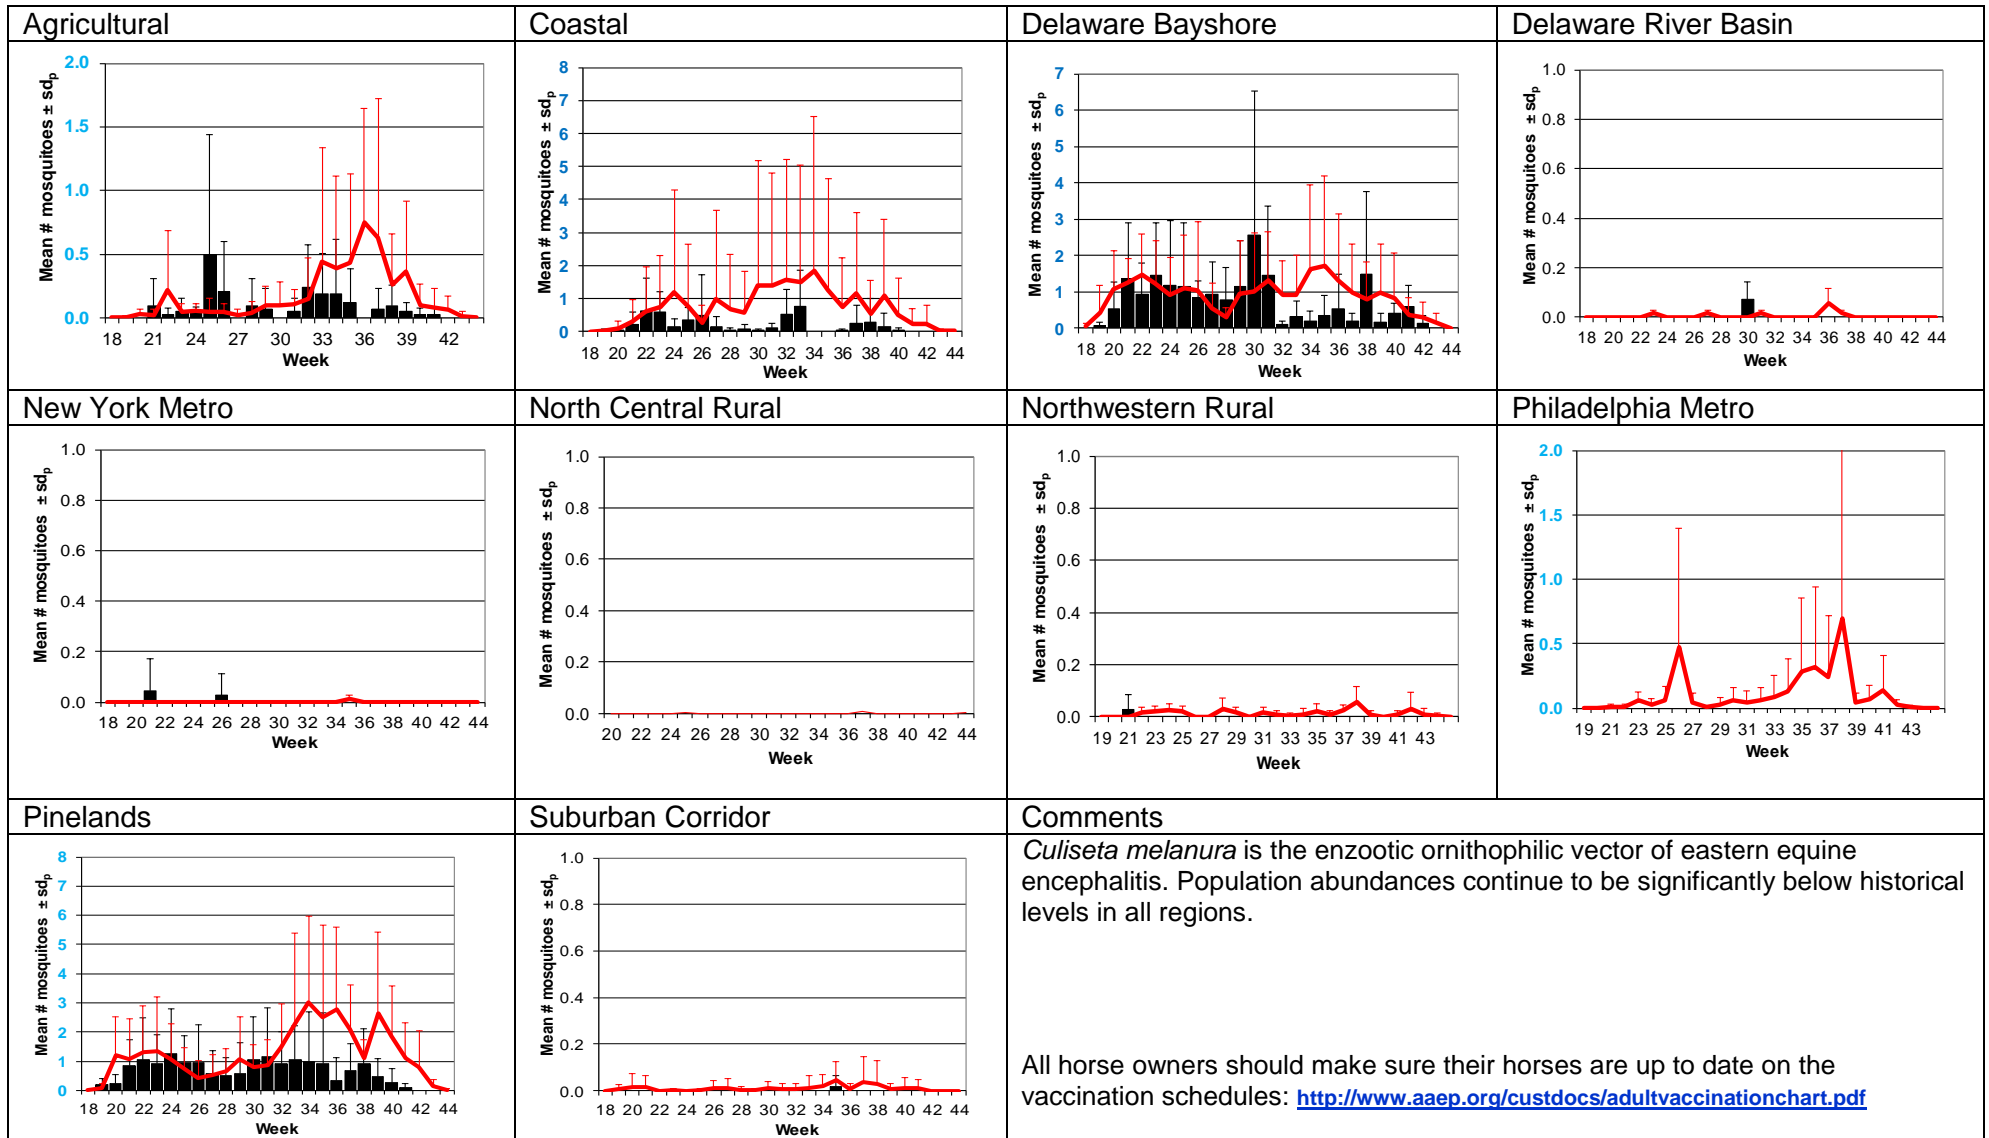 Agricultural
Coastal
Delaware Bayshore
Delaware River Basin
Mean # mosquitoes ± sdp
2.0
1.5
1.0
0.5
0.0
18 21 24 27 30 33 36 39 42
Week
Mean # mosquitoes ± sdp
8
7
6
5
4
3
2
1
0
18 20 22 24 26 28 30 32 34 36 38 40 42 44
Week
Mean # mosquitoes ± sdp
7
6
5
4
3
2
1
0
18 20 22 24 26 28 30 32 34 36 38 40 42 44
Week
Mean # mosquitoes ± sdp
1.0
0.8
0.6
0.4
0.2
0.0
18 20 22 24 26 28 30 32 34 36 38 40 42 44
Week
New York Metro
North Central Rural
Northwestern Rural
Philadelphia Metro
Mean # mosquitoes ± sdp
1.0
0.8
0.6
0.4
0.2
0.0
18 20 22 24 26 28 30 32 34 36 38 40 42 44
Week
Mean # mosquitoes ± sdp
1.0
0.8
0.6
0.4
0.2
0.0
20 22 24 26 28 30 32 34 36 38 40 42 44
Week
Mean # mosquitoes ± sdp
1.0
0.8
0.6
0.4
0.2
0.0
19 21 23 25 27 29 31 33 35 37 39 41 43
Week
Mean # mosquitoes ± sdp
2.0
1.5
1.0
0.5
0.0
19 21 23 25 27 29 31 33 35 37 39 41 43
Week
Pinelands
Suburban Corridor
Comments
Mean # mosquitoes ± sdp
8
7
6
5
4
3
2
1
0
18 20 22 24 26 28 30 32 34 36 38 40 42 44
Week
Mean # mosquitoes ± sdp
1.0
0.8
0.6
0.4
0.2
0.0
18 20 22 24 26 28 30 32 34 36 38 40 42 44
Week
Culiseta melanura is the enzootic ornithophilic vector of eastern equine
encephalitis. Population abundances continue to be significantly below historical
levels in all regions.
All horse owners should make sure their horses are up to date on the
vaccination schedules: http://www.aaep.org/custdocs/adultvaccinationchart.pdf